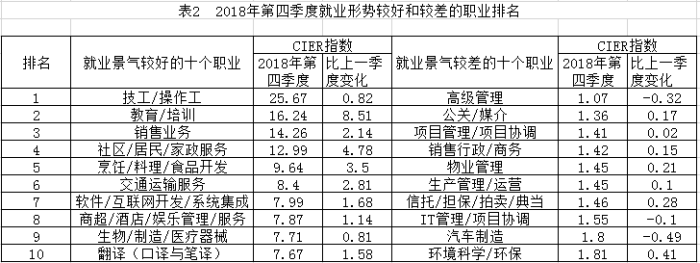 表2 2018年第四季度就业形势较好和较差的职业排名
排名 就业景气较好的十个职业 CIER指数 就业景气较差的十个职业 CIER指数
2018年第四季度 比上一季度变化 2018年第四季度 比上一季度变化
1 技工/操作工 25.67 0.82 高级管理 1.07 -0.32
2 教育/培训 16.24 8.51 公关/媒介 1.36 0.17
3 销售业务 14.26 2.14 项目管理/项目协调 1.41 0.02
4 社区/居民/家政服务 12.99 4.78 销售行政/商务 1.42 0.15
5 烹饪/料理/食品开发 9.64 3.5 物业管理 1.45 0.21
6 交通运输服务 8.4 2.81 生产管理/运营 1.45 0.1
7 软件/互联网开发/系统集成 7.99 1.68 信托/担保/拍卖/典当 1.46 0.28
8 商超/酒店/娱乐管理/服务 7.87 1.14 IT管理/项目协调 1.55 -0.1
9 生物/制造/医疗器械 7.71 0.81 汽车制造 1.8 -0.49
10 翻译（口译与笔译） 7.67 1.58 环境科学/环保 1.81 0.41